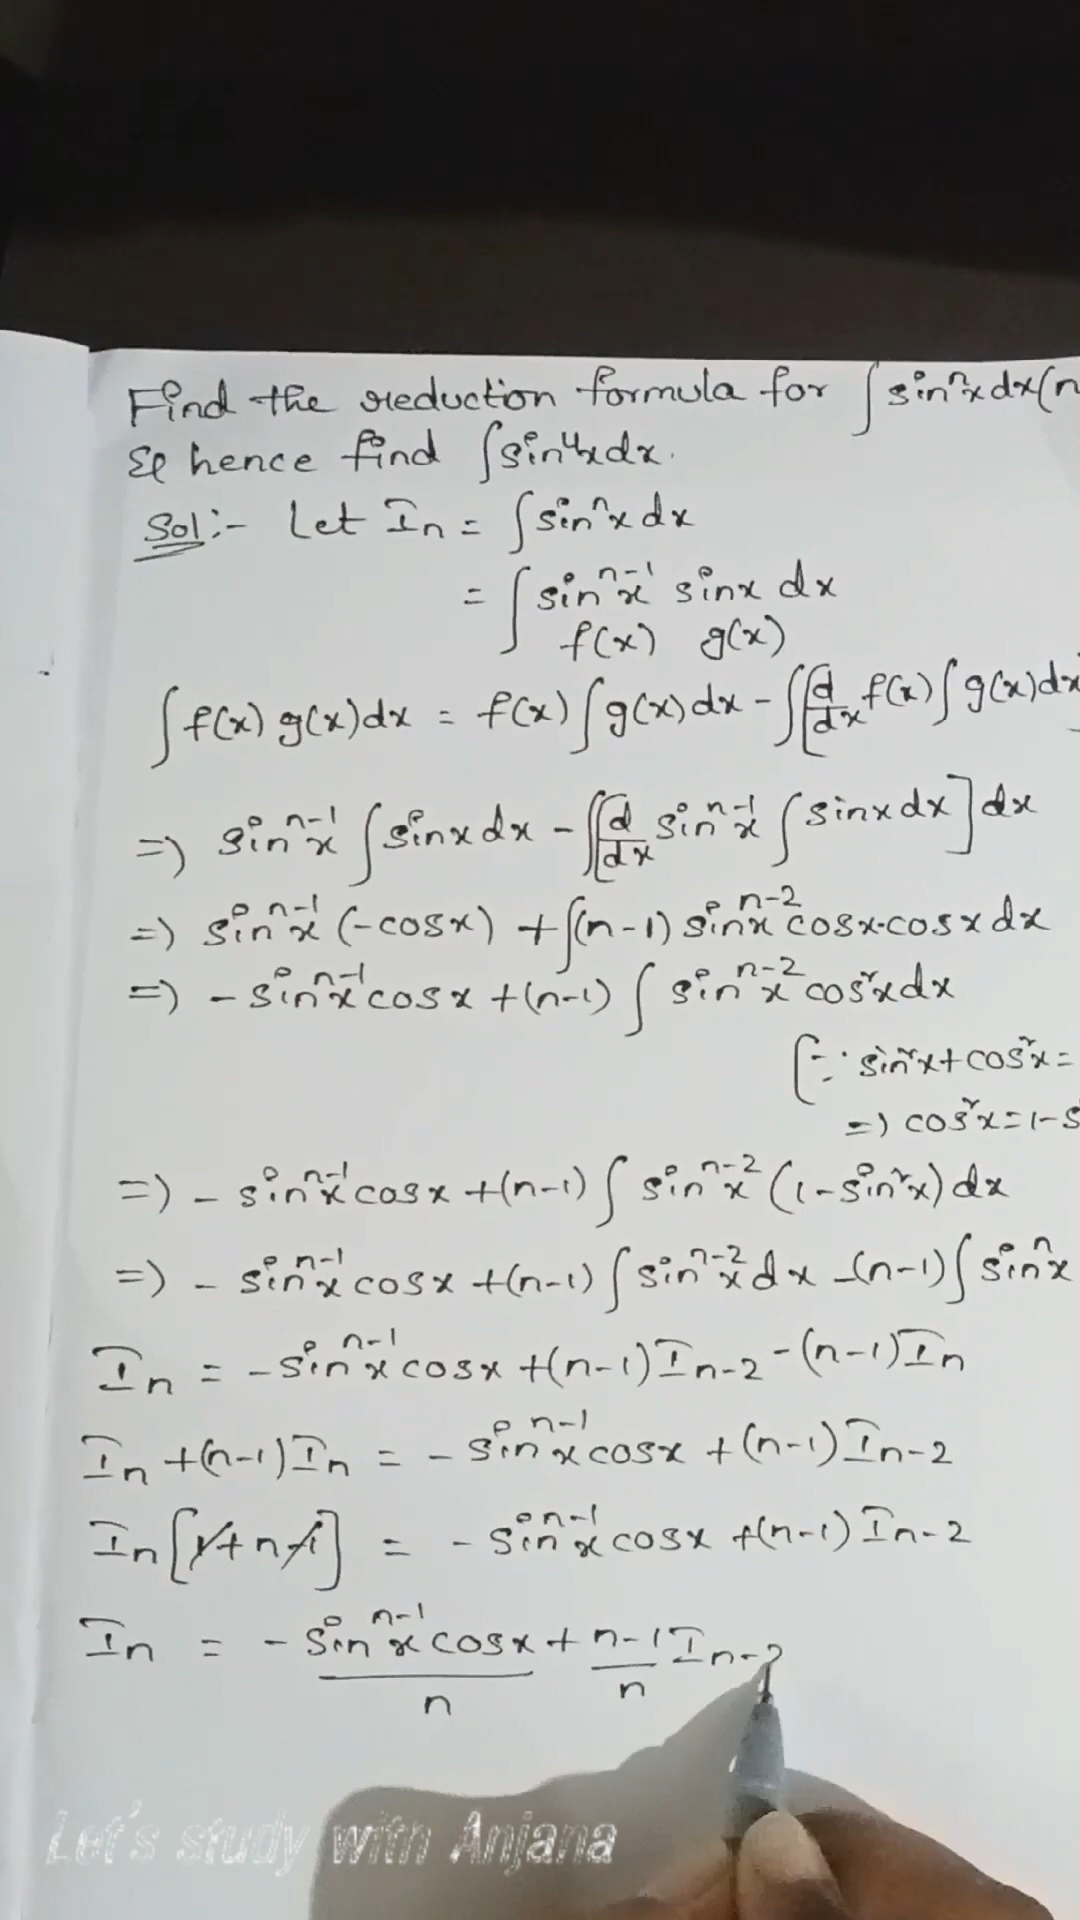 Find the reduction formula for ∫sinⁿx dx (n
& hence find ∫sin⁴x dx.
Sol:- Let Iₙ = ∫sinⁿx dx
= ∫sinⁿ⁻¹x sinx dx
f(x) g(x)
∫f(x) g(x)dx = f(x)∫g(x)dx - ∫[d/dx f(x)∫g(x)dx
=> sinⁿ⁻¹x ∫sinx dx - ∫[d/dx sinⁿ⁻¹x ∫sinx dx]dx
=> sinⁿ⁻¹x (-cosx) + ∫(n-1) sinⁿ⁻²x cosx·cosx dx
=> -sinⁿ⁻¹x cosx +(n-1) ∫ sinⁿ⁻²x cos²x dx
[∵ sin²x+cos²x=
=> cos²x=1-s
=> -sinⁿ⁻¹x cosx +(n-1) ∫ sinⁿ⁻²x (1-sin²x) dx
=> -sinⁿ⁻¹x cosx +(n-1) ∫sinⁿ⁻²x dx -(n-1)∫sinⁿx
Iₙ = -sinⁿ⁻¹x cosx +(n-1)Iₙ₋₂ -(n-1)Iₙ
Iₙ +(n-1)Iₙ = -sinⁿ⁻¹x cosx +(n-1)Iₙ₋₂
Iₙ[1+n-1] = -sinⁿ⁻¹x cosx +(n-1)Iₙ₋₂
Iₙ = -sinⁿ⁻¹x cosx/n + n-1/n Iₙ₋₂
Let's study with Anjana